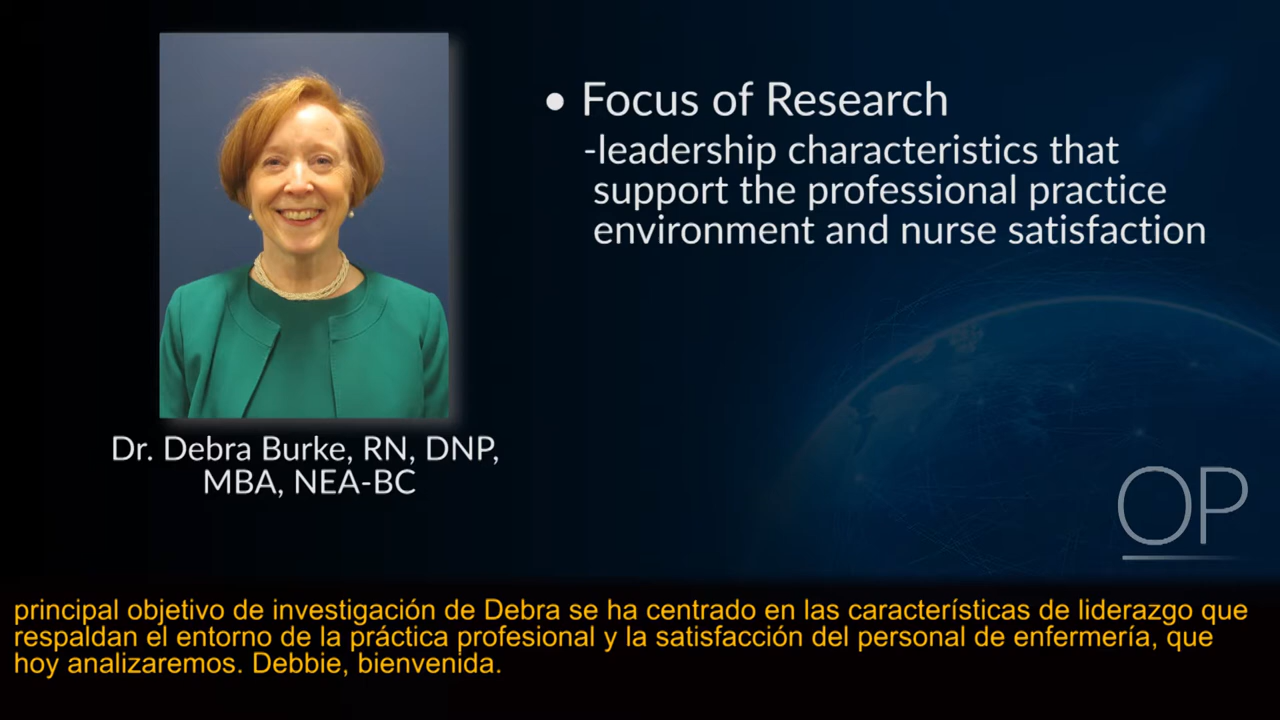 • Focus of Research
-leadership characteristics that
support the professional practice
environment and nurse satisfaction
Dr. Debra Burke, RN, DNP,
MBA, NEA-BC
OP
principal objetivo de investigación de Debra se ha centrado en las características de liderazgo que
respaldan el entorno de la práctica profesional y la satisfacción del personal de enfermería, que
hoy analizaremos. Debbie, bienvenida.